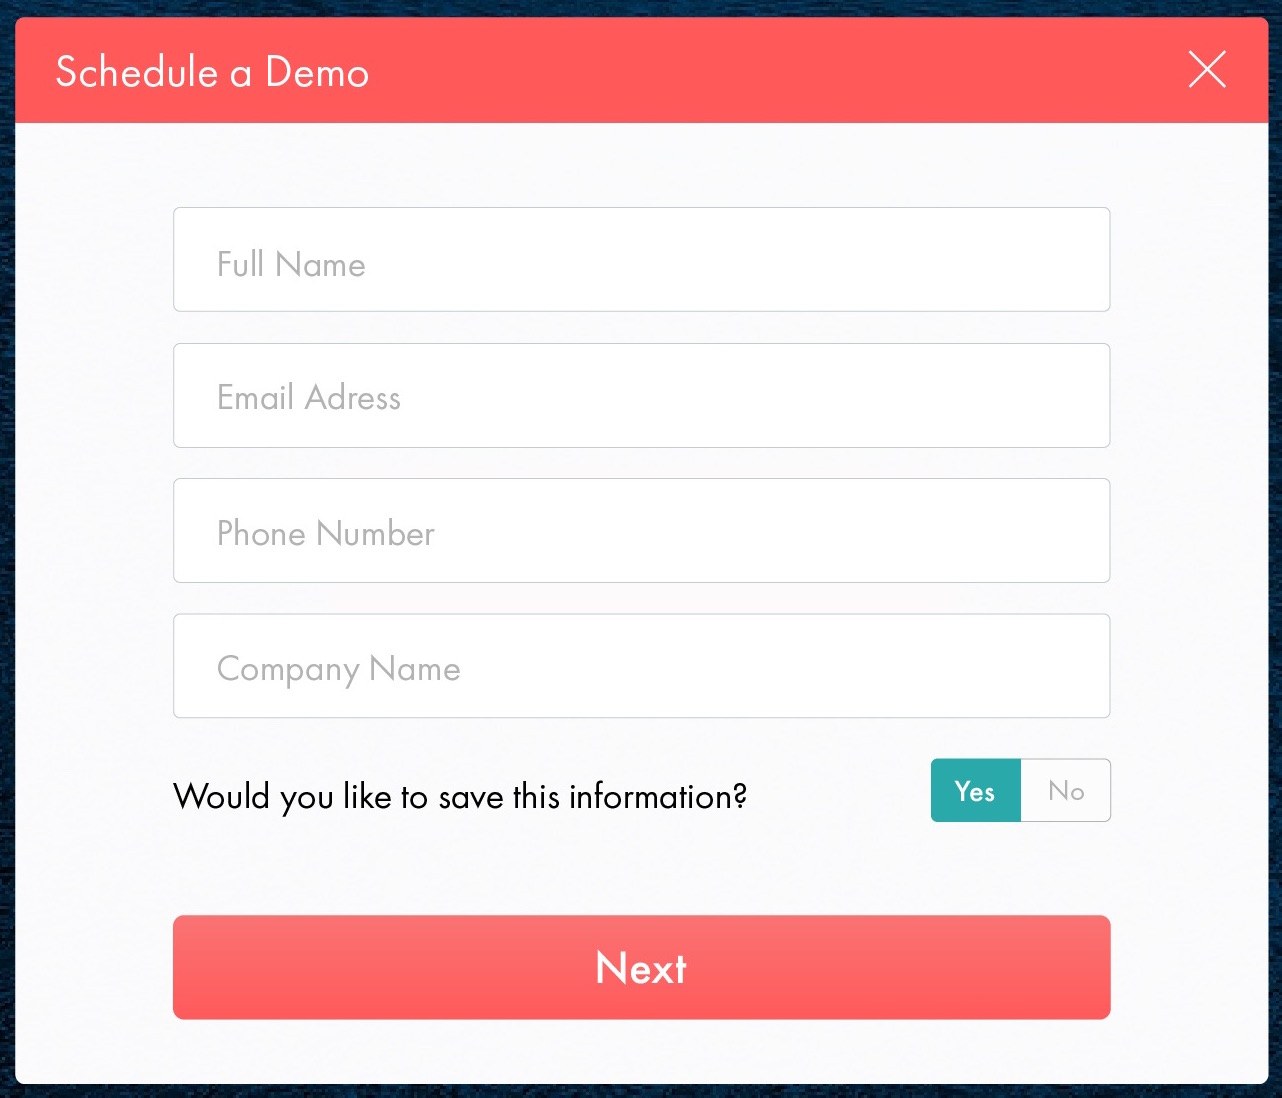 Schedule a Demo
Full Name
Email Adress
Phone Number
Company Name
Would you like to save this information?
Yes No
Next